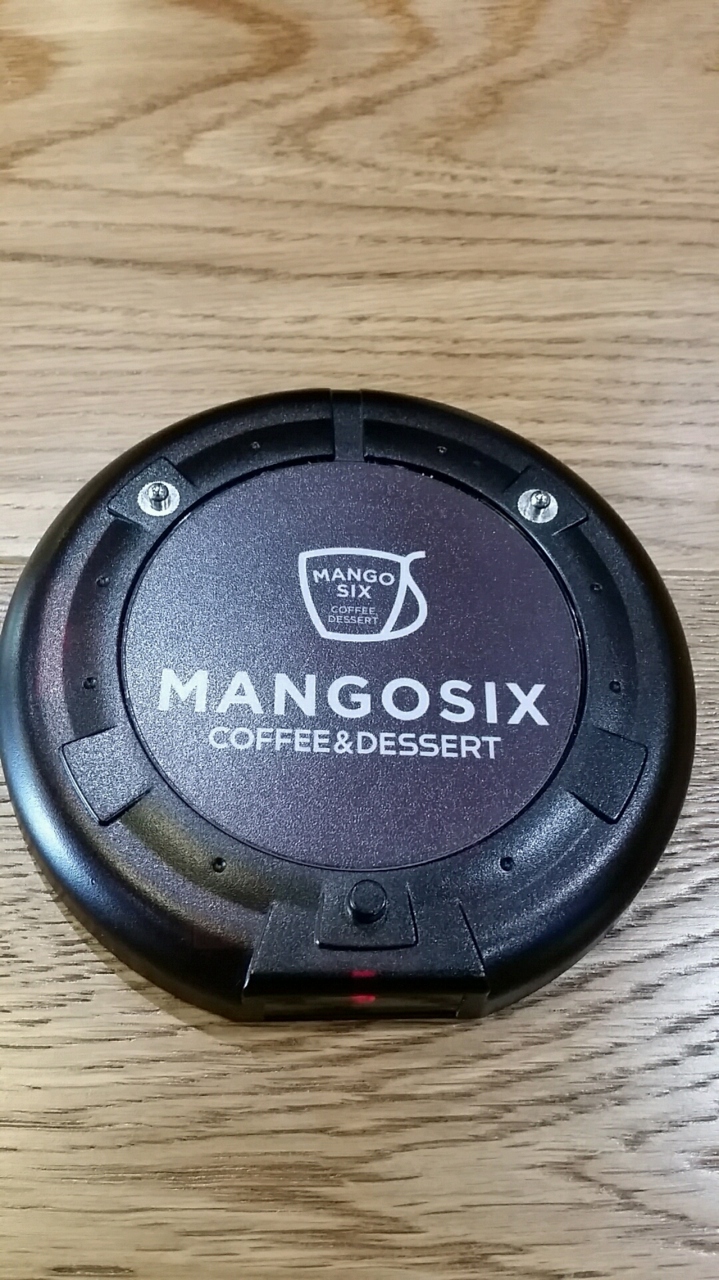 MANGO
SIX
COFFEE
DESSERT
MANGOSIX
COFFEE&DESSERT